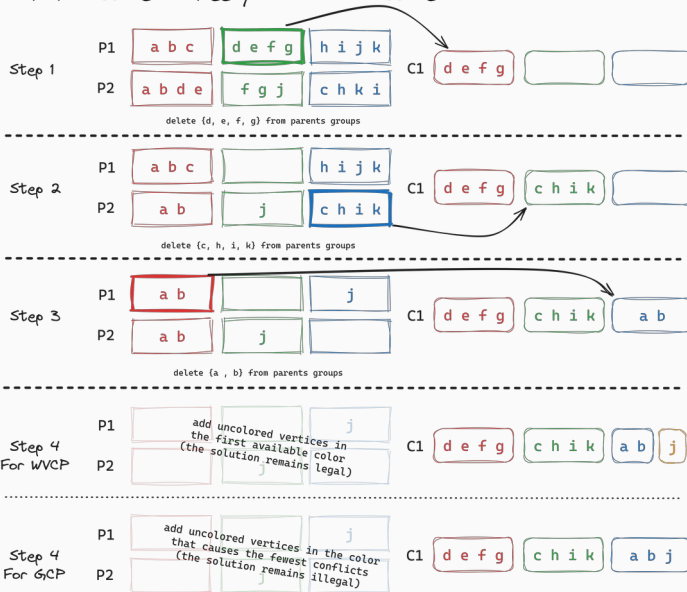 P1 a b c d e f g h i j k
Step 1 C1 d e f g
P2 a b d e f g j c h k i
delete {d, e, f, g} from parents groups
P1 a b c h i j k
Step 2 C1 d e f g c h i k
P2 a b j c h i k
delete {c, h, i, k} from parents groups
P1 a b j
Step 3 C1 d e f g c h i k a b
P2 a b j
delete {a , b} from parents groups
P1 j
add uncolored vertices in
the first available color
(the solution remains legal)
Step 4 C1 d e f g c h i k a b j
For WVCP
P2 j
P1 j
add uncolored vertices in the color
that causes the fewest conflicts
(the solution remains illegal)
Step 4 C1 d e f g c h i k a b j
For GCP
P2 j